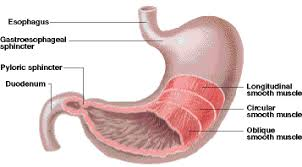 Esophagus
Gastroesophageal
sphincter
Pyloric sphincter
Duodenum
Longitudinal
smooth muscle
Circular
smooth muscle
Oblique
smooth muscle